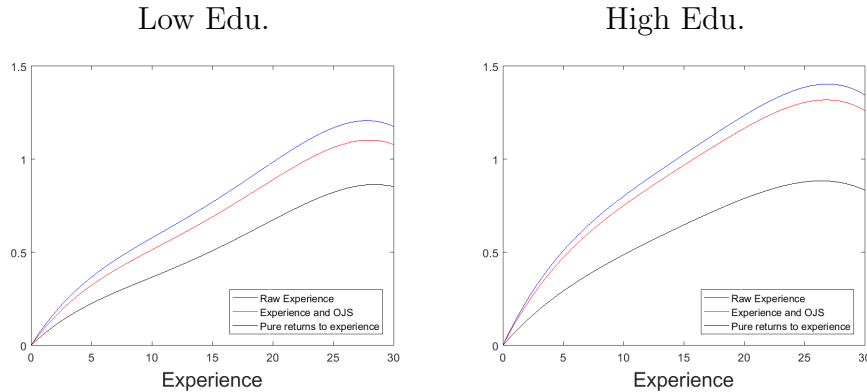 Low Edu.
1.5
1
0.5
0
0 5 10 15 20 25 30
Raw Experience
Experience and OJS
Pure returns to experience
Experience
High Edu.
1.5
1
0.5
0
0 5 10 15 20 25 30
Raw Experience
Experience and OJS
Pure returns to experience
Experience